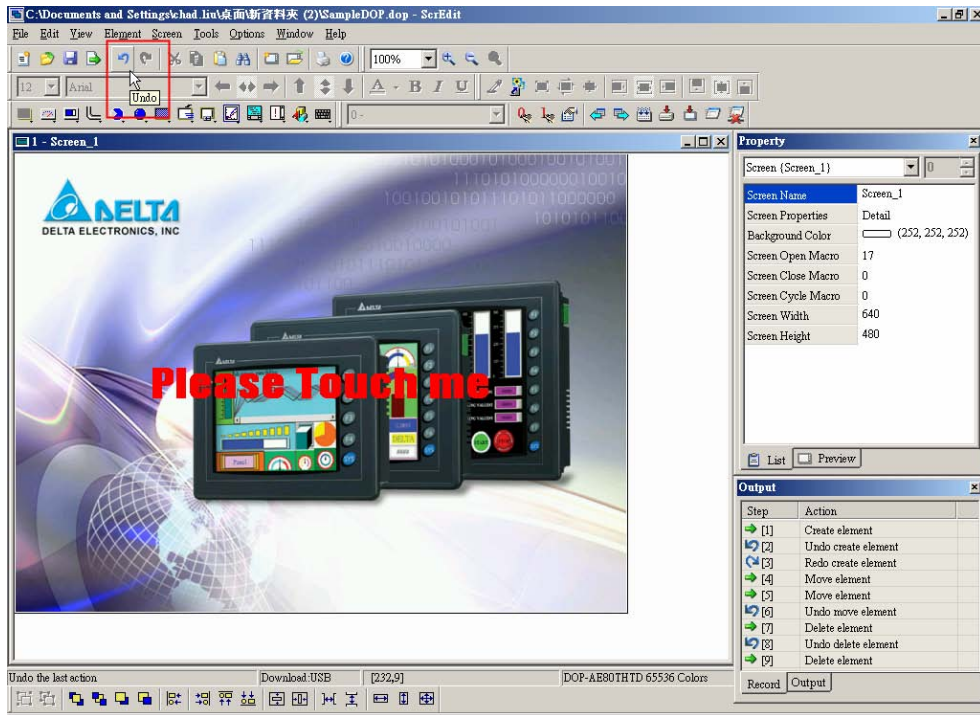 C:\Documents and Settings\chad.liu\桌面\新資料夾 (2)\SampleDOP.dop - ScrEdit
File Edit View Element Screen Tools Options Window Help
100%
12 Arial
Undo
0 -
1 - Screen_1
DELTA
DELTA ELECTRONICS, INC
Please Touch me
Property
Screen {Screen_1} 0
Screen Name Screen_1
Screen Properties Detail
Background Color (252, 252, 252)
Screen Open Macro 17
Screen Close Macro 0
Screen Cycle Macro 0
Screen Width 640
Screen Height 480
List Preview
Output
Step Action
[1] Create element
[2] Undo create element
[3] Redo create element
[4] Move element
[5] Move element
[6] Undo move element
[7] Delete element
[8] Undo delete element
[9] Delete element
Record Output
Undo the last action Download:USB [232,9] DOP-AE80THTD 65536 Colors